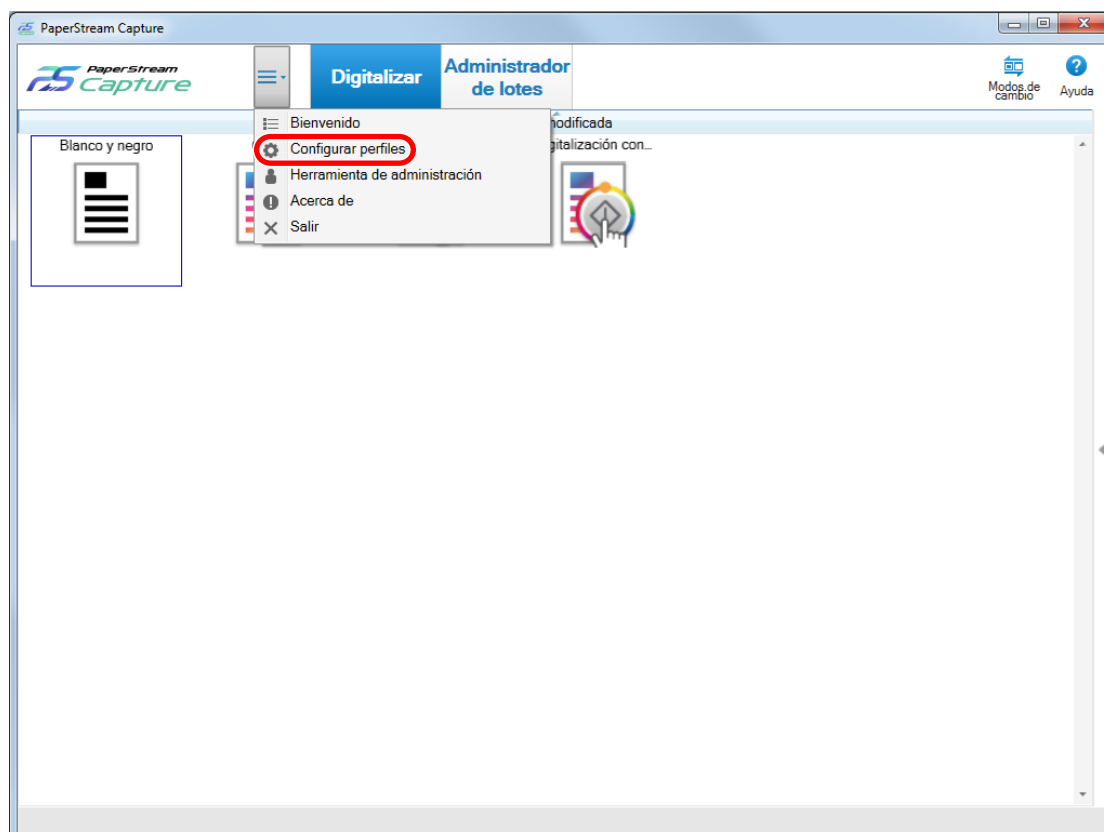 PaperStream Capture
PaperStream
Capture
Digitalizar
Administrador
de lotes
Modos de
cambio
Ayuda
Bienvenido
modificada
Blanco y negro
Configurar perfiles
gitalización con...
Herramienta de administración
Acerca de
Salir